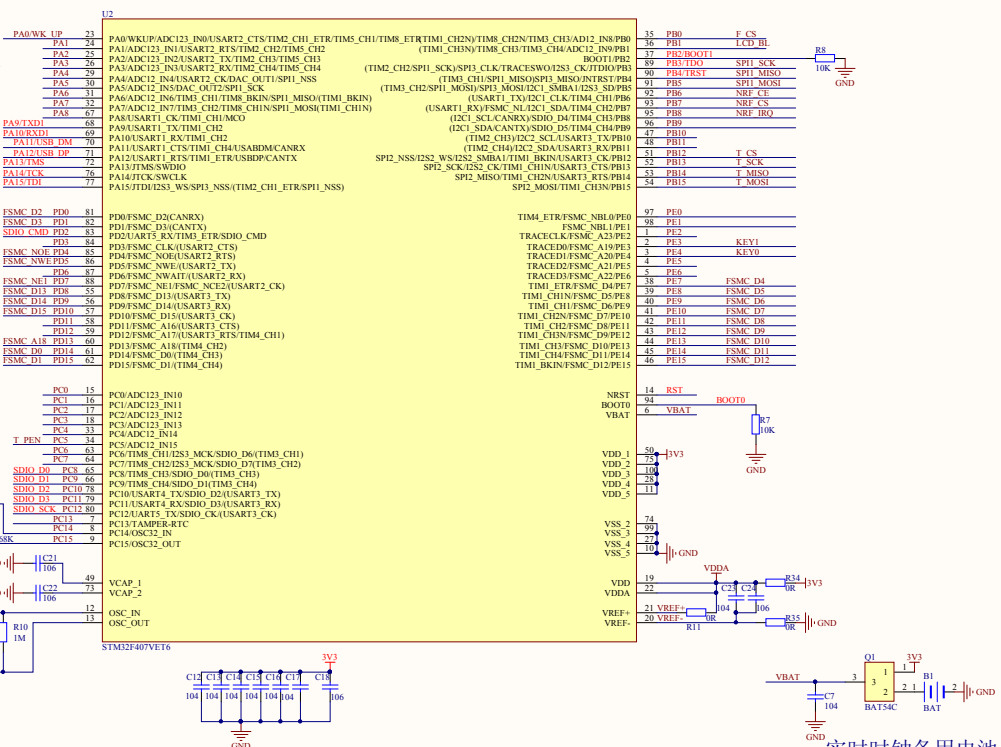 U2
PA0/WK_UP 23 PA0/WKUP/ADC123_IN0/USART2_CTS/TIM2_CH1_ETR/TIM5_CH1/TIM8_ETR (TIM1_CH2N)/TIM8_CH2N/TIM3_CH3/AD12_IN8/PB0 35 PB0 F_CS
PA1 24 PA1/ADC123_IN1/USART2_RTS/TIM2_CH2/TIM5_CH2 (TIM1_CH3N)/TIM8_CH3/TIM3_CH4/ADC12_IN9/PB1 36 PB1 LCD_BL
PA2 25 PA2/ADC123_IN2/USART2_TX/TIM2_CH3/TIM5_CH3 BOOT1/PB2 37 PB2/BOOT1
PA3 26 PA3/ADC123_IN3/USART2_RX/TIM2_CH4/TIM5_CH4 (TIM2_CH2/SPI1_SCK)/SPI3_CLK/TRACESWO/I2S3_CK/JTDIO/PB3 89 PB3/TDO SPI1_SCK
PA4 29 PA4/ADC12_IN4/USART2_CK/DAC_OUT1/SPI1_NSS (TIM3_CH1/SPI1_MISO)/SPI3_MISO/JNTRST/PB4 90 PB4/TRST SPI1_MISO
PA5 30 PA5/ADC12_IN5/DAC_OUT2/SPI1_SCK (TIM3_CH2/SPI1_MOSI)/SPI3_MOSI/I2C1_SMBA1/I2S3_SD/PB5 91 PB5 SPI1_MOSI
PA6 31 PA6/ADC12_IN6/TIM3_CH1/TIM8_BKIN/SPI1_MISO/(TIM1_BKIN) (USART1_TX)/I2C1_CLK/TIM4_CH1/PB6 92 PB6 NRF_CE
PA7 32 PA7/ADC12_IN7/TIM3_CH2/TIM8_CH1N/SPI1_MOSI(TIM1_CH1N) (USART1_RX)/FSMC_NL/I2C1_SDA/TIM4_CH2/PB7 93 PB7 NRF_CS
PA8 67 PA8/USART1_CK/TIM1_CH1/MCO (I2C1_SCL/CANRX)/SDIO_D4/TIM4_CH3/PB8 95 PB8 NRF_IRQ
PA9/TXD1 68 PA9/USART1_TX/TIM1_CH2 (I2C1_SDA/CANTX)/SDIO_D5/TIM4_CH4/PB9 96 PB9
PA10/RXD1 69 PA10/USART1_RX/TIM1_CH2 (TIM2_CH3)/I2C2_SCL/USART3_TX/PB10 47 PB10
PA11/USB_DM 70 PA11/USART1_CTS/TIM1_CH4/USABDM/CANRX (TIM2_CH4)/I2C2_SDA/USART3_RX/PB11 48 PB11
PA12/USB_DP 71 PA12/USART1_RTS/TIM1_ETR/USBDP/CANTX SPI2_NSS/I2S2_WS/I2S2_SMBA1/TIM1_BKIN/USART3_CK/PB12 51 PB12 T_CS
PA13/TMS 72 PA13/JTMS/SWDIO SPI2_SCK/I2S2_CK/TIM1_CH1N/USART3_CTS/PB13 52 PB13 T_SCK
PA14/TCK 76 PA14/JTCK/SWCLK SPI2_MISO/TIM1_CH2N/USART3_RTS/PB14 53 PB14 T_MISO
PA15/TDI 77 PA15/JTDI/I2S3_WS/SPI3_NSS/(TIM2_CH1_ETR/SPI1_NSS) SPI2_MOSI/TIM1_CH3N/PB15 54 PB15 T_MOSI
R8
10K
GND
FSMC_D2 PD0 81 PD0/FSMC_D2(CANRX) TIM4_ETR/FSMC_NBL0/PE0 97 PE0
FSMC_D3 PD1 82 PD1/FSMC_D3/(CANTX) FSMC_NBL1/PE1 98 PE1
SDIO CMD PD2 83 PD2/UART5_RX/TIM3_ETR/SDIO_CMD TRACECLK/FSMC_A23/PE2 1 PE2
PD3 84 PD3/FSMC_CLK/(USART2_CTS) TRACED0/FSMC_A19/PE3 2 PE3 KEY1
FSMC_NOE PD4 85 PD4/FSMC_NOE(USART2_RTS) TRACED1/FSMC_A20/PE4 3 PE4 KEY0
FSMC_NWE PD5 86 PD5/FSMC_NWE/(USART2_TX) TRACED2/FSMC_A21/PE5 4 PE5
PD6 87 PD6/FSMC_NWAIT/(USART2_RX) TRACED3/FSMC_A22/PE6 5 PE6
FSMC_NE1 PD7 88 PD7/FSMC_NE1/FSMC_NCE2/(USART2_CK) TIM1_ETR/FSMC_D4/PE7 38 PE7 FSMC_D4
FSMC_D13 PD8 55 PD8/FSMC_D13/(USART3_TX) TIM1_CH1N/FSMC_D5/PE8 39 PE8 FSMC_D5
FSMC_D14 PD9 56 PD9/FSMC_D14/(USART3_RX) TIM1_CH1/FSMC_D6/PE9 40 PE9 FSMC_D6
FSMC_D15 PD10 57 PD10/FSMC_D15/(USART3_CK) TIM1_CH2N/FSMC_D7/PE10 41 PE10 FSMC_D7
PD11 58 PD11/FSMC_A16/(USART3_CTS) TIM1_CH2/FSMC_D8/PE11 42 PE11 FSMC_D8
PD12 59 PD12/FSMC_A17/(USART3_RTS/TIM4_CH1) TIM1_CH3N/FSMC_D9/PE12 43 PE12 FSMC_D9
FSMC_A18 PD13 60 PD13/FSMC_A18/(TIM4_CH2) TIM1_CH3/FSMC_D10/PE13 44 PE13 FSMC_D10
FSMC_D0 PD14 61 PD14/FSMC_D0/(TIM4_CH3) TIM1_CH4/FSMC_D11/PE14 45 PE14 FSMC_D11
FSMC_D1 PD15 62 PD15/FSMC_D1/(TIM4_CH4) TIM1_BKIN/FSMC_D12/PE15 46 PE15 FSMC_D12
PC0 15 PC0/ADC123_IN10 NRST 14 RST
PC1 16 PC1/ADC123_IN11 BOOT0 94 BOOT0
PC2 17 PC2/ADC123_IN12 VBAT 6 VBAT
PC3 18 PC3/ADC123_IN13
PC4 33 PC4/ADC12_IN14
T_PEN PC5 34 PC5/ADC12_IN15
R7
10K
GND
PC6 63 PC6/TIM8_CH1/I2S2_MCK/SDIO_D6/(TIM3_CH1) VDD_1 50 3V3
PC7 64 PC7/TIM8_CH2/I2S3_MCK/SDIO_D7(TIM3_CH2) VDD_2 75
SDIO_D0 PC8 65 PC8/TIM8_CH3/SDIO_D0/(TIM3_CH3) VDD_3 100
SDIO_D1 PC9 66 PC9/TIM8_CH4/SIDO_D1(TIM3_CH4) VDD_4 28
SDIO_D2 PC10 78 PC10/USART4_TX/SDIO_D2/(USART3_TX) VDD_5 11
SDIO_D3 PC11 79 PC11/USART4_RX/SDIO_D3/(USART3_RX)
SDIO_SCK PC12 80 PC12/UART5_TX/SDIO_CK/(USART3_CK)
PC13 7 PC13/TAMPER-RTC VSS_2 74
PC14 8 PC14/OSC32_IN VSS_3 99
68K PC15 9 PC15/OSC32_OUT VSS_4 27
VSS_5 10 GND
C21
106
C22
106
49 VCAP_1 VDD 19
73 VCAP_2 VDDA 22
VDDA
R34
0R
3V3
C23
104
C24
106
12 OSC_IN VREF+ 21 VREF+
13 OSC_OUT VREF- 20 VREF-
R11
0R
R35
0R
GND
R10
1M
STM32F407VET6
3V3
C12 C13 C14 C15 C16 C17 C18
104 104 104 104 104 104 106
GND
VBAT
C7
104
GND
Q1
3 1 2
3 1 2
BAT54C
3V3
B1
1 2
BAT
GND
实时时钟备用电池